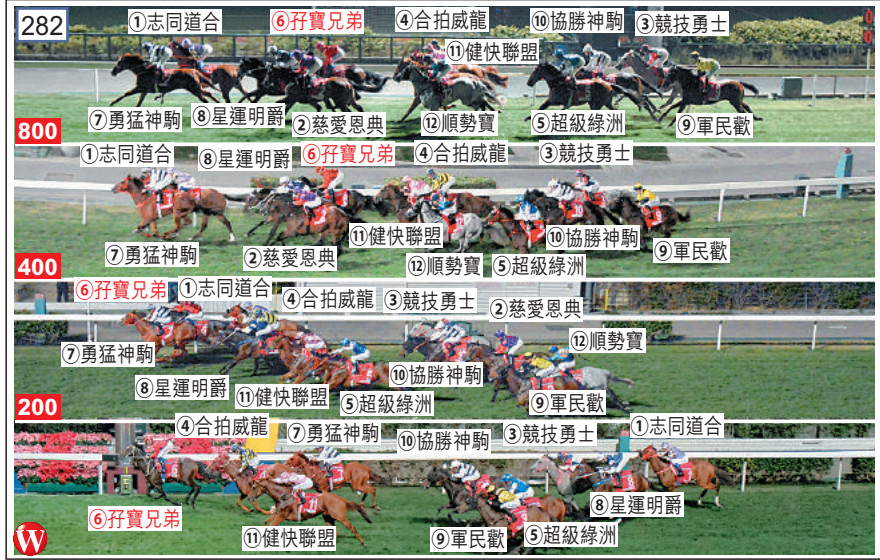 282
①志同道合 ⑥孖寶兄弟 ④合拍威龍 ⑩協勝神駒 ③競技勇士
⑪健快聯盟
⑦勇猛神駒 ⑧星運明爵 ②慈愛恩典 ⑫順勢寶 ⑤超級綠洲 ⑨軍民歡
800
①志同道合 ⑧星運明爵 ⑥孖寶兄弟 ④合拍威龍 ③競技勇士
⑦勇猛神駒 ②慈愛恩典 ⑪健快聯盟 ⑫順勢寶 ⑤超級綠洲 ⑩協勝神駒 ⑨軍民歡
400
⑥孖寶兄弟 ①志同道合 ④合拍威龍 ③競技勇士 ②慈愛恩典
⑫順勢寶
⑦勇猛神駒 ⑧星運明爵 ⑪健快聯盟 ⑤超級綠洲 ⑩協勝神駒 ⑨軍民歡
200
④合拍威龍 ⑦勇猛神駒 ⑩協勝神駒 ③競技勇士 ①志同道合
⑥孖寶兄弟 ⑪健快聯盟 ⑨軍民歡 ⑤超級綠洲 ⑧星運明爵
W